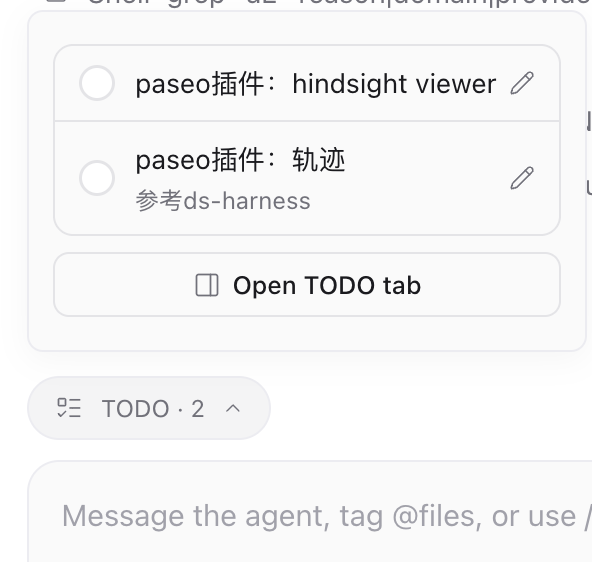 paseo插件：hindsight viewer
paseo插件：轨迹
参考ds-harness
Open TODO tab
TODO · 2
Message the agent, tag @files, or use /